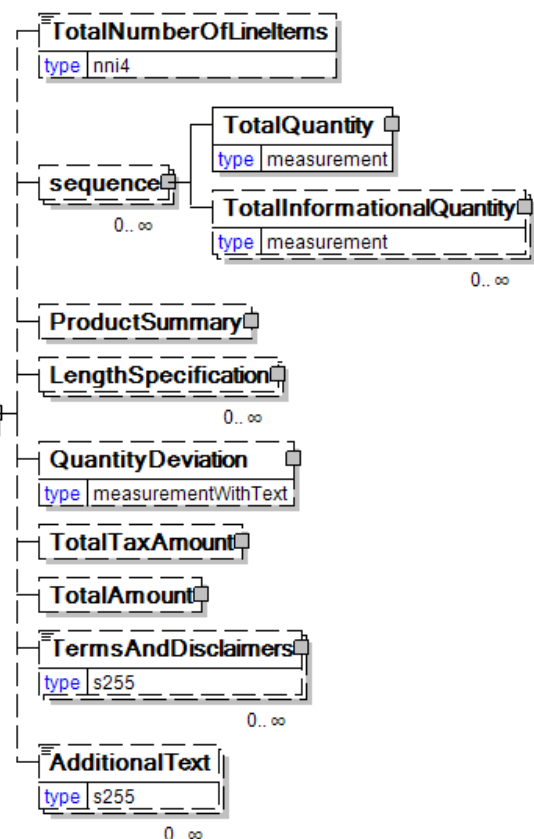 TotalNumberOfLineItems
type nni4
TotalQuantity
type measurement
sequence
0.. ∞
TotalInformationalQuantity
type measurement
0.. ∞
ProductSummary
LengthSpecification
0.. ∞
QuantityDeviation
type measurementWithText
TotalTaxAmount
TotalAmount
TermsAndDisclaimers
type s255
0.. ∞
AdditionalText
type s255
0.. ∞